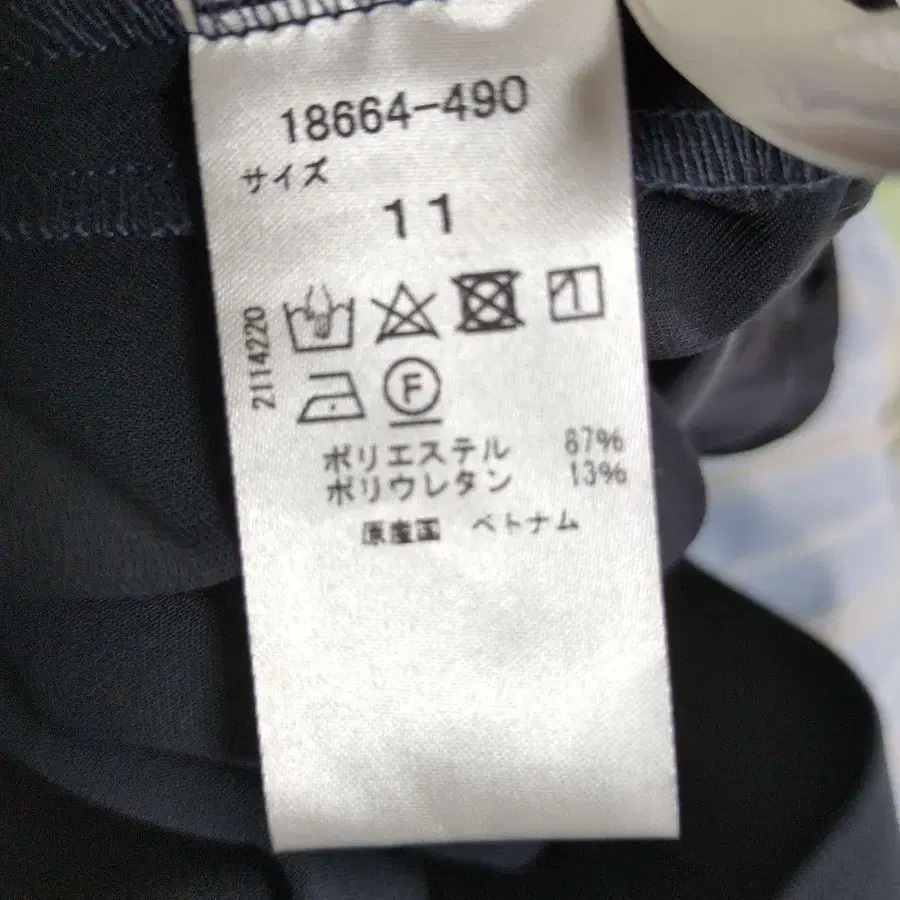 18664-490
サイズ
11
2114220
F
ポリエステル 87%
ポリウレタン 13%
原産国 ベトナム